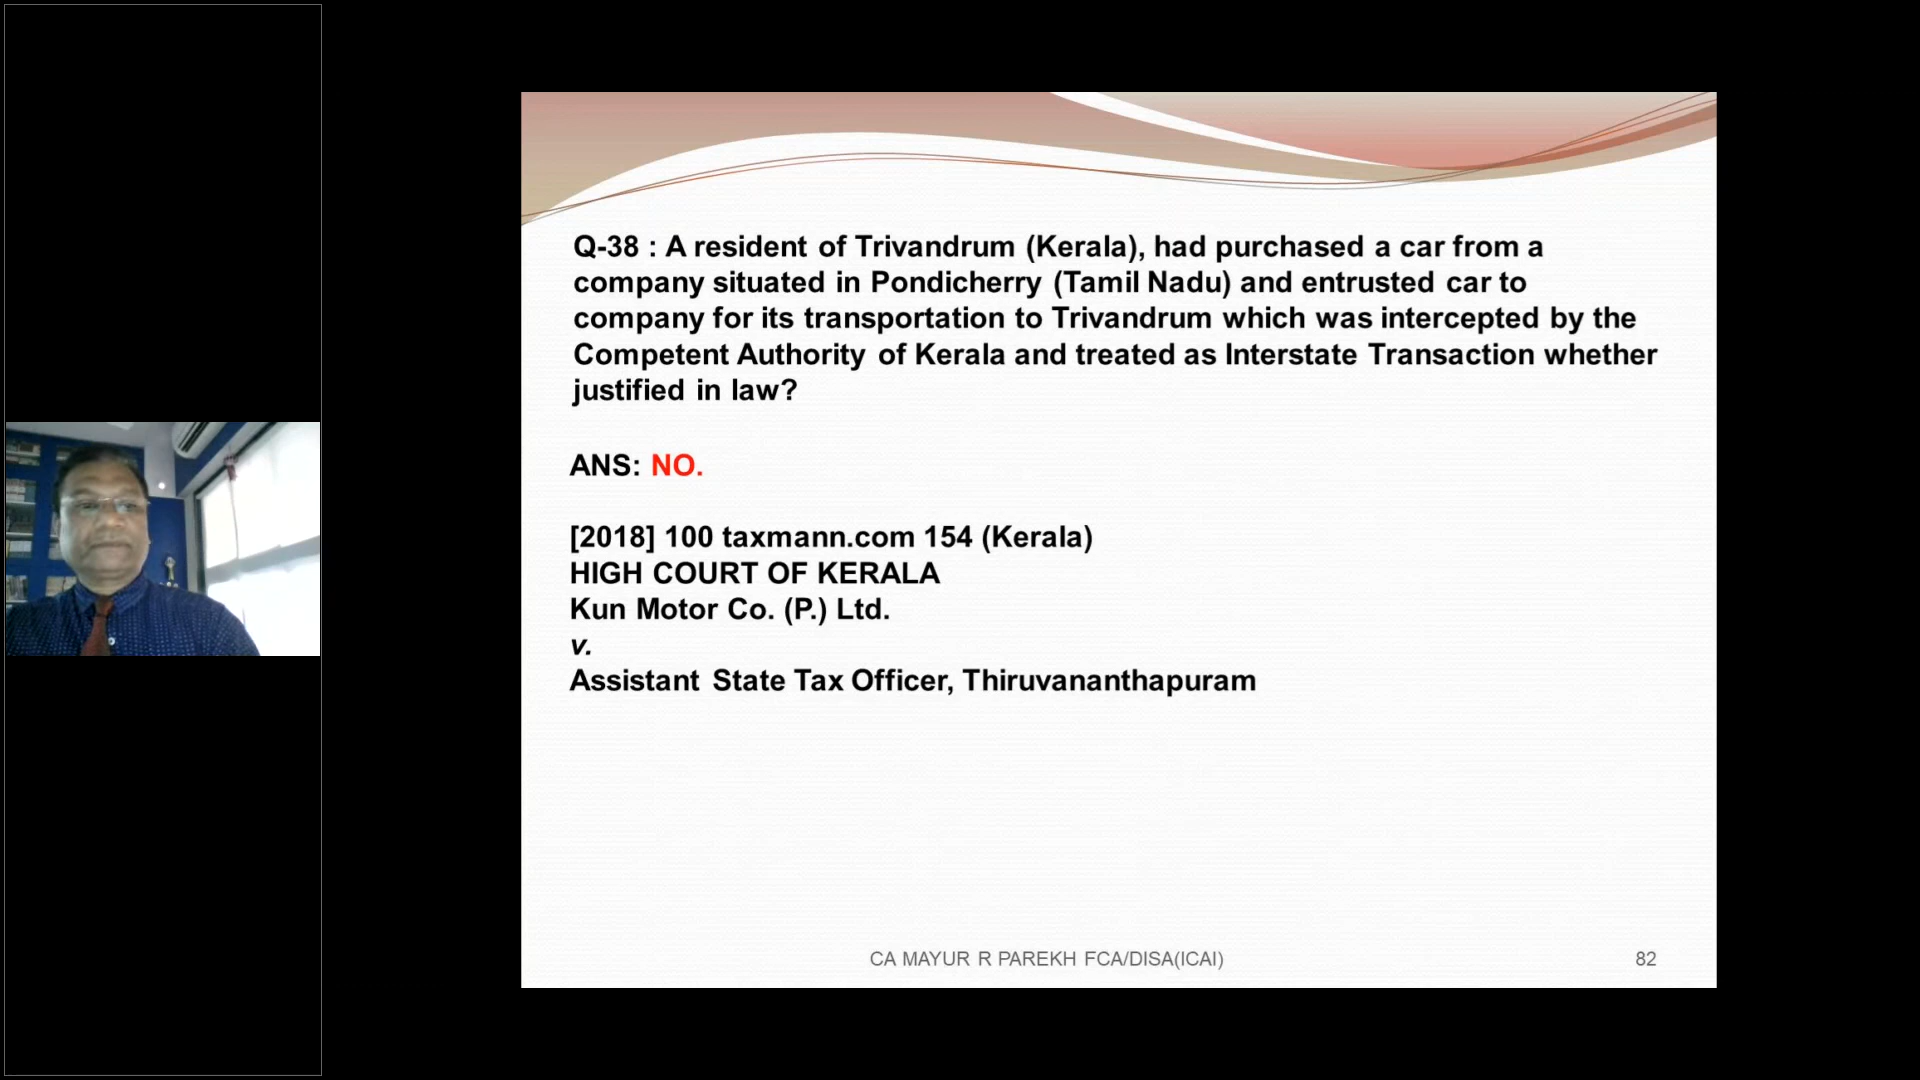 Q-38 : A resident of Trivandrum (Kerala), had purchased a car from a
company situated in Pondicherry (Tamil Nadu) and entrusted car to
company for its transportation to Trivandrum which was intercepted by the
Competent Authority of Kerala and treated as Interstate Transaction whether
justified in law?
ANS: NO.
[2018] 100 taxmann.com 154 (Kerala)
HIGH COURT OF KERALA
Kun Motor Co. (P.) Ltd.
v.
Assistant State Tax Officer, Thiruvananthapuram
CA MAYUR R PAREKH FCA/DISA(ICAI)
82